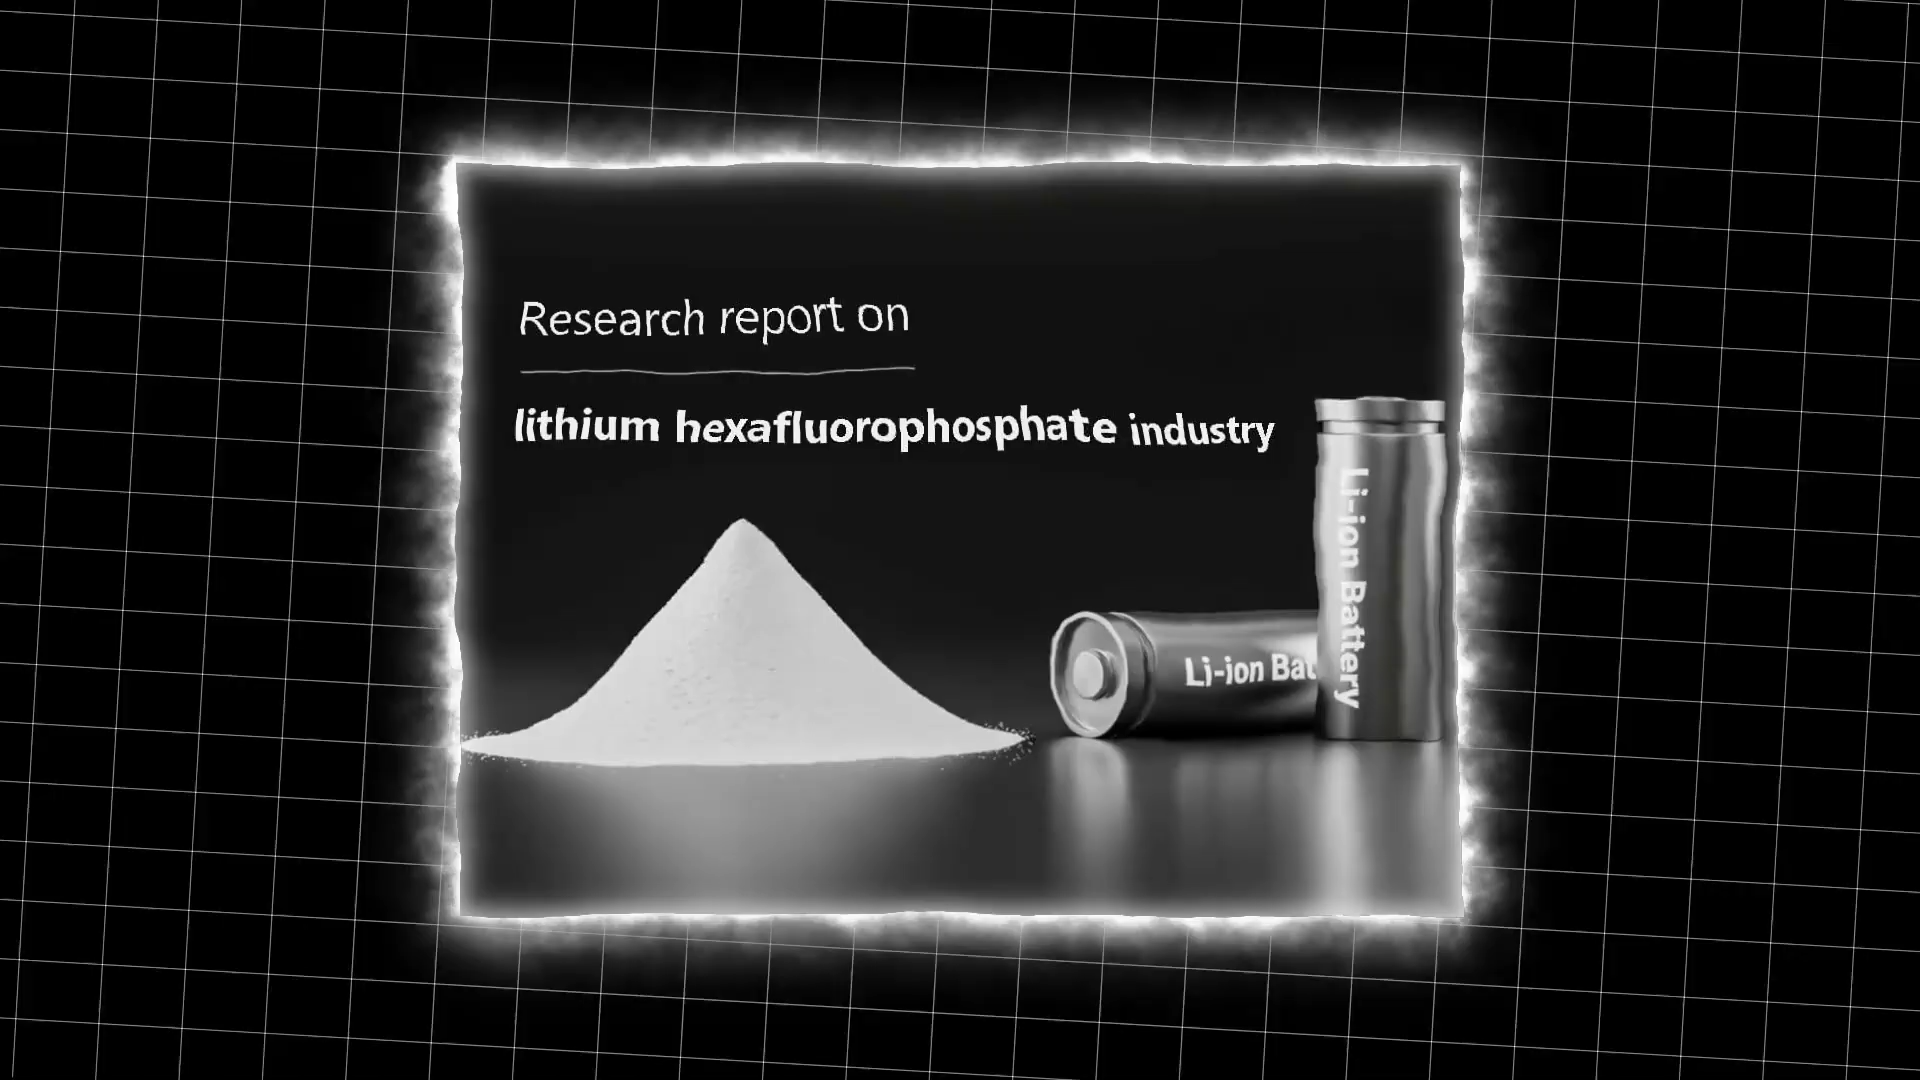 Research report on
lithium hexafluorophosphate industry
Li-ion Bat
Li-ion Battery